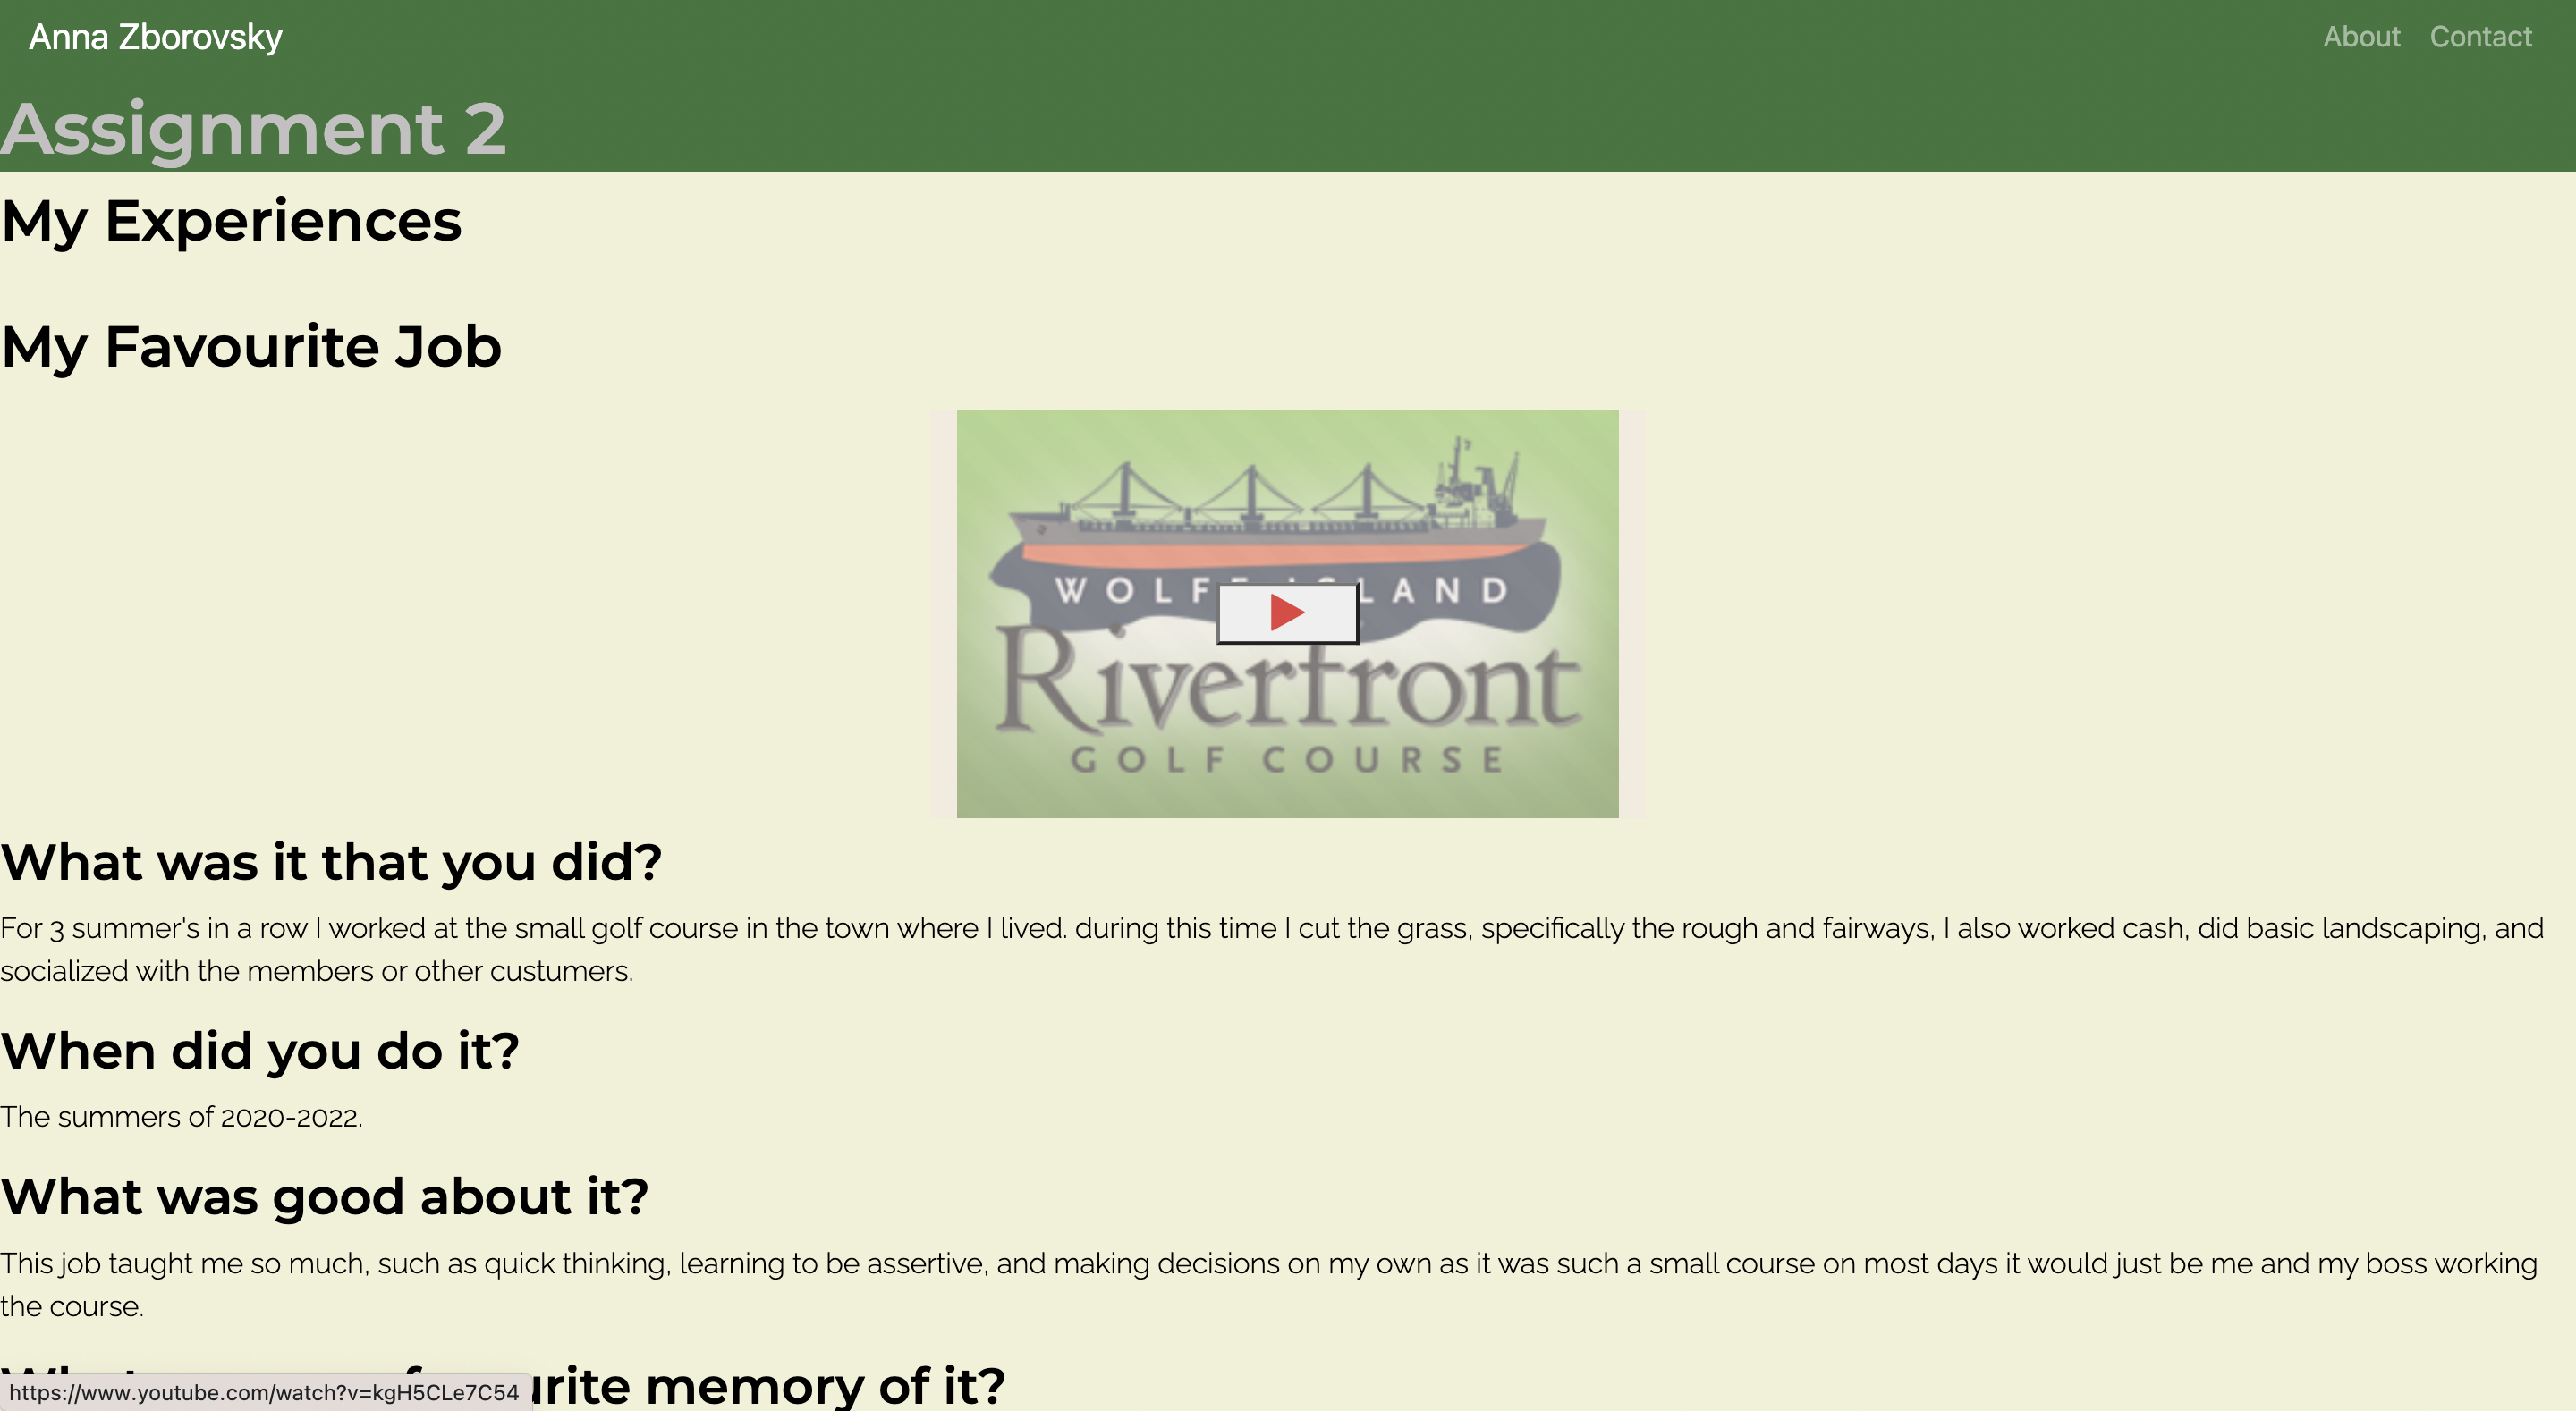 Anna Zborovsky
About Contact
Assignment 2
My Experiences
My Favourite Job
WOLF LAND
Riverfront
GOLF COURSE
What was it that you did?
For 3 summer's in a row I worked at the small golf course in the town where I lived. during this time I cut the grass, specifically the rough and fairways, I also worked cash, did basic landscaping, and
socialized with the members or other custumers.
When did you do it?
The summers of 2020-2022.
What was good about it?
This job taught me so much, such as quick thinking, learning to be assertive, and making decisions on my own as it was such a small course on most days it would just be me and my boss working
the course.
memory of it?
https://www.youtube.com/watch?v=kgH5CLe7C54